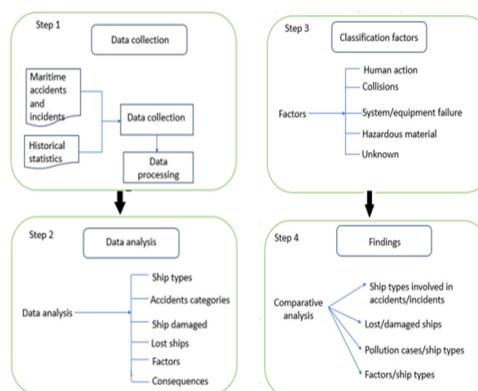 Step 1
Data collection
Maritime
accidents
and
incidents
Historical
statistics
Data collection
Data
processing
Step 2
Data analysis
Data analysis
Ship types
Accidents categories
Ship damaged
Lost ships
Factors
Consequences
Step 3
Classification factors
Factors
Human action
Collisions
System/equipment failure
Hazardous material
Unknown
Step 4
Findings
Comparative
analysis
Ship types involved in
accidents/incidents
Lost/damaged ships
Pollution cases/ship types
Factors/ship types